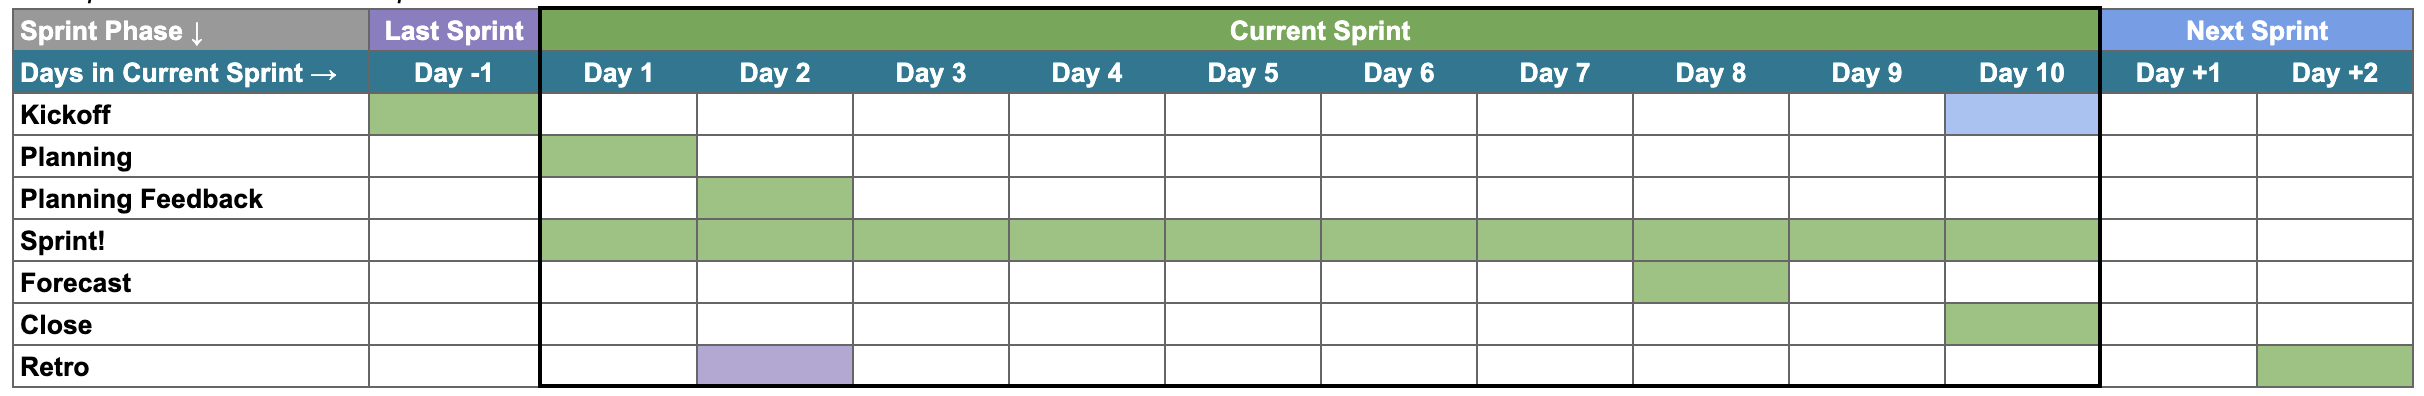 Sprint Phase ↓ Last Sprint Current Sprint Next Sprint
Days in Current Sprint → Day -1 Day 1 Day 2 Day 3 Day 4 Day 5 Day 6 Day 7 Day 8 Day 9 Day 10 Day +1 Day +2
Kickoff
Planning
Planning Feedback
Sprint!
Forecast
Close
Retro